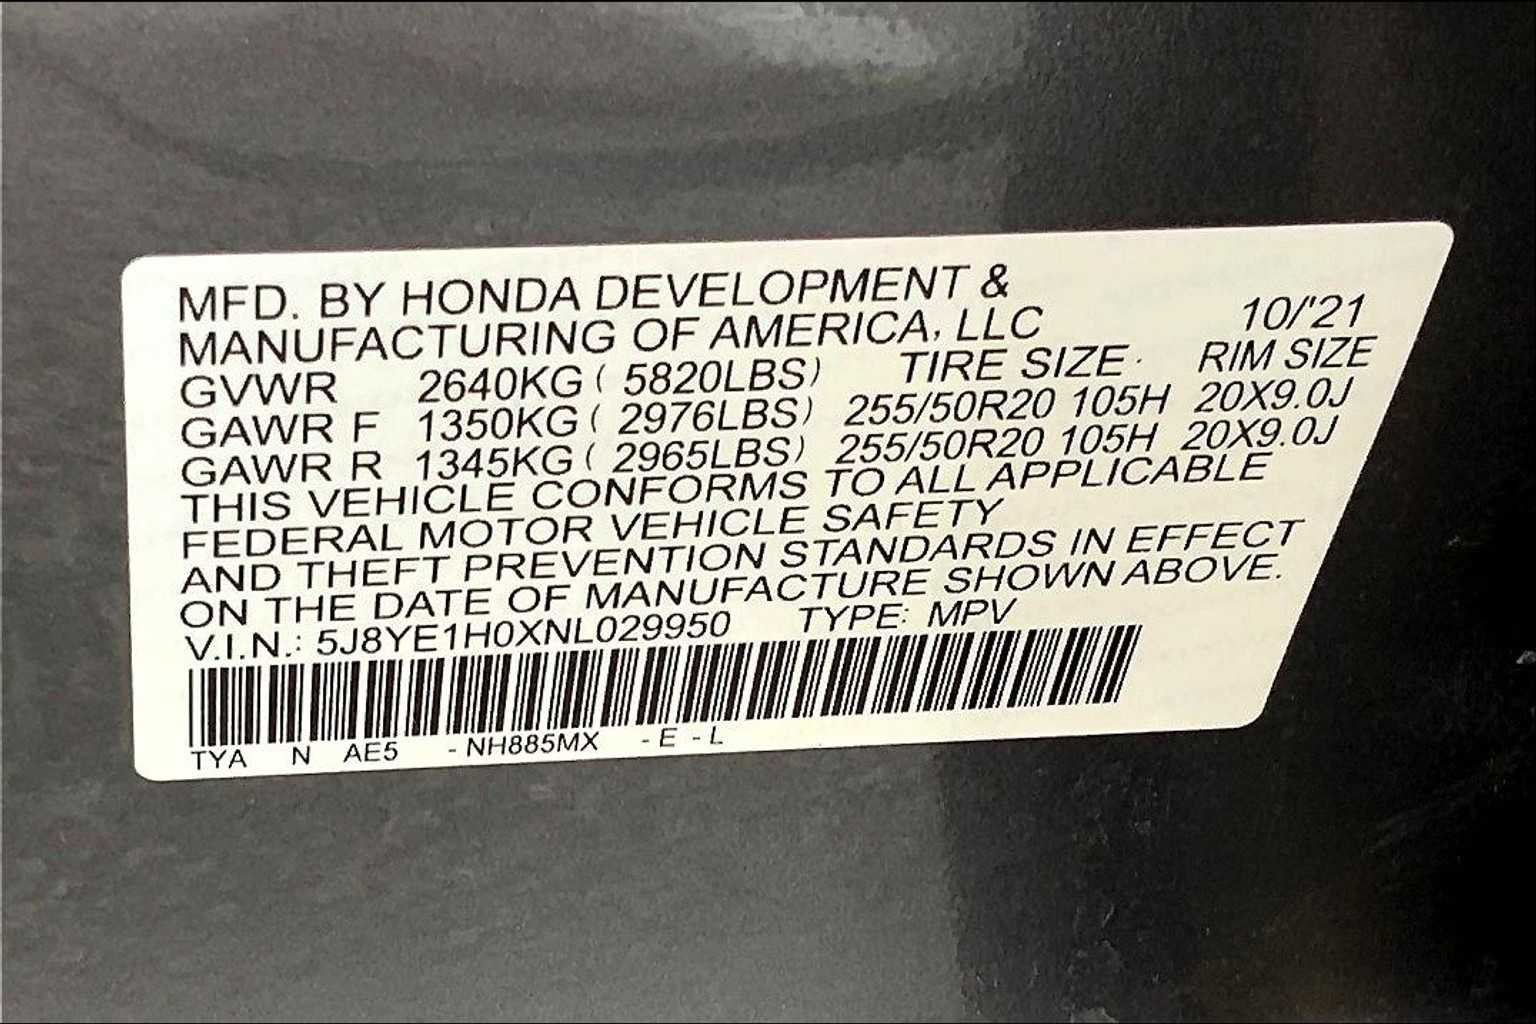 MFD. BY HONDA DEVELOPMENT &
MANUFACTURING OF AMERICA, LLC 10/'21
GVWR 2640KG ( 5820LBS) TIRE SIZE RIM SIZE
GAWR F 1350KG ( 2976LBS) 255/50R20 105H 20X9.0J
GAWR R 1345KG ( 2965LBS) 255/50R20 105H 20X9.0J
THIS VEHICLE CONFORMS TO ALL APPLICABLE
FEDERAL MOTOR VEHICLE SAFETY
AND THEFT PREVENTION STANDARDS IN EFFECT
ON THE DATE OF MANUFACTURE SHOWN ABOVE.
V.I.N.: 5J8YE1H0XNL029950 TYPE: MPV
TYA N AE5 - NH885MX - E - L